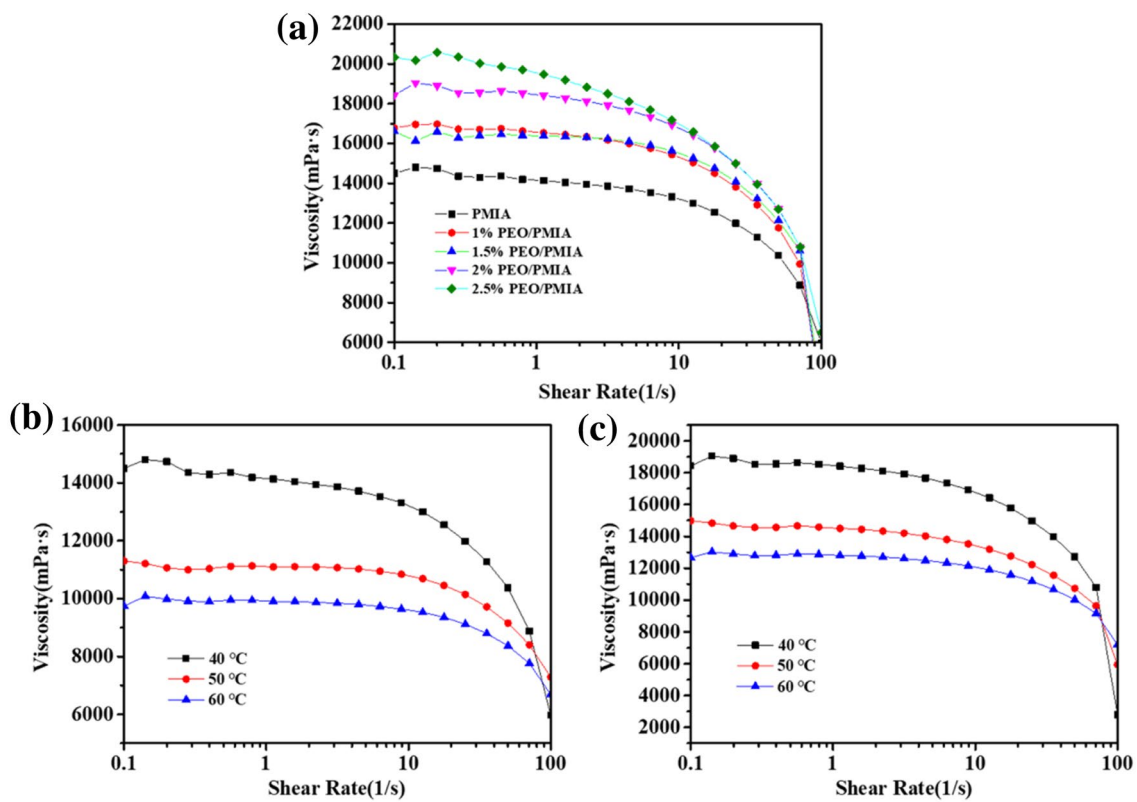 (a)
22000
20000
18000
16000
14000
12000
10000
8000
6000
Viscosity(mPa·s)
PMIA
1% PEO/PMIA
1.5% PEO/PMIA
2% PEO/PMIA
2.5% PEO/PMIA
0.1 1 10 100
Shear Rate(1/s)
(b)
16000
14000
12000
10000
8000
6000
Viscosity(mPa·s)
40 °C
50 °C
60 °C
0.1 1 10 100
Shear Rate(1/s)
(c)
20000
18000
16000
14000
12000
10000
8000
6000
4000
2000
Viscosity(mPa·s)
40 °C
50 °C
60 °C
0.1 1 10 100
Shear Rate(1/s)